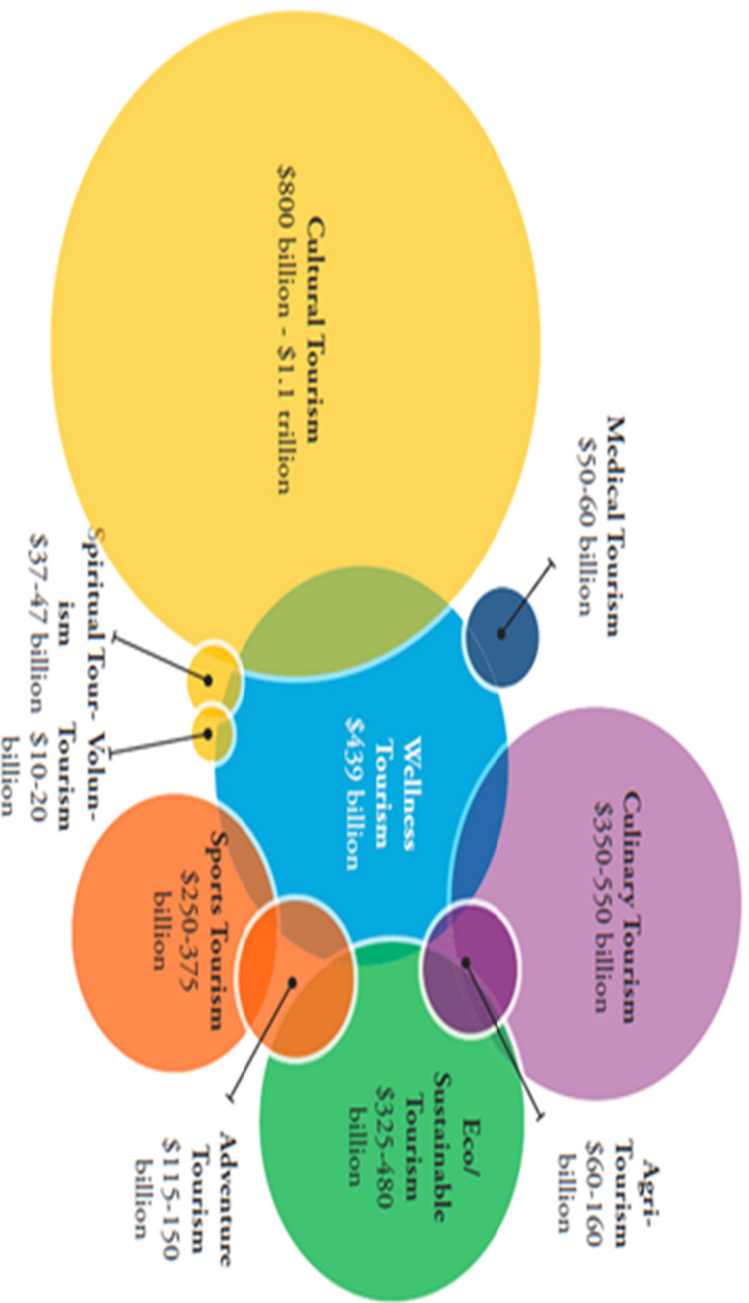 Medical Tourism
$50-60 billion
Culinary Tourism
$350-550 billion
Agri-
Tourism
$60-160
billion
Cultural Tourism
$800 billion - $1.1 trillion
Wellness
Tourism
$439 billion
Eco/
Sustainable
Tourism
$325-480
billion
Spiritual Tour-
ism
$37-47 billion
Volun-
Tourism
$10-20
billion
Sports Tourism
$250-375
billion
Adventure
Tourism
$115-150
billion